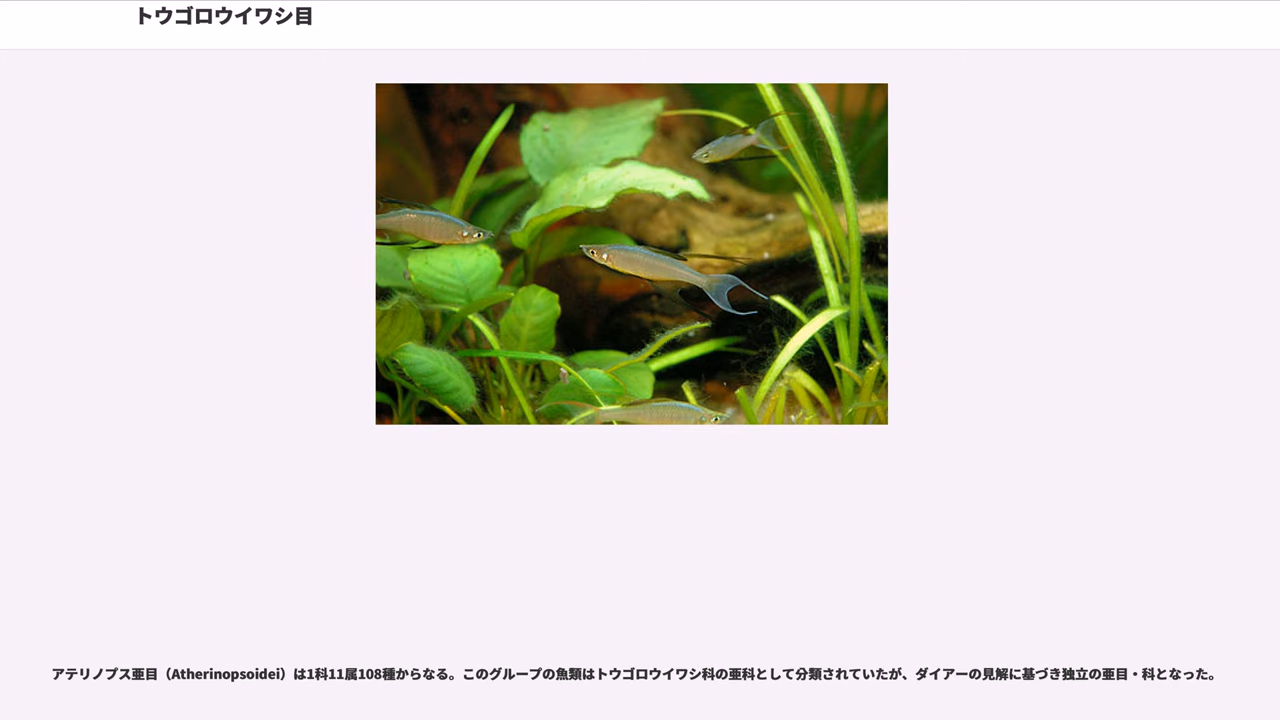 トウゴロウイワシ目
アテリノプス亜目（Atherinopsoidei）は1科11属108種からなる。このグループの魚類はトウゴロウイワシ科の亜科として分類されていたが、ダイアーの見解に基づき独立の亜目・科となった。